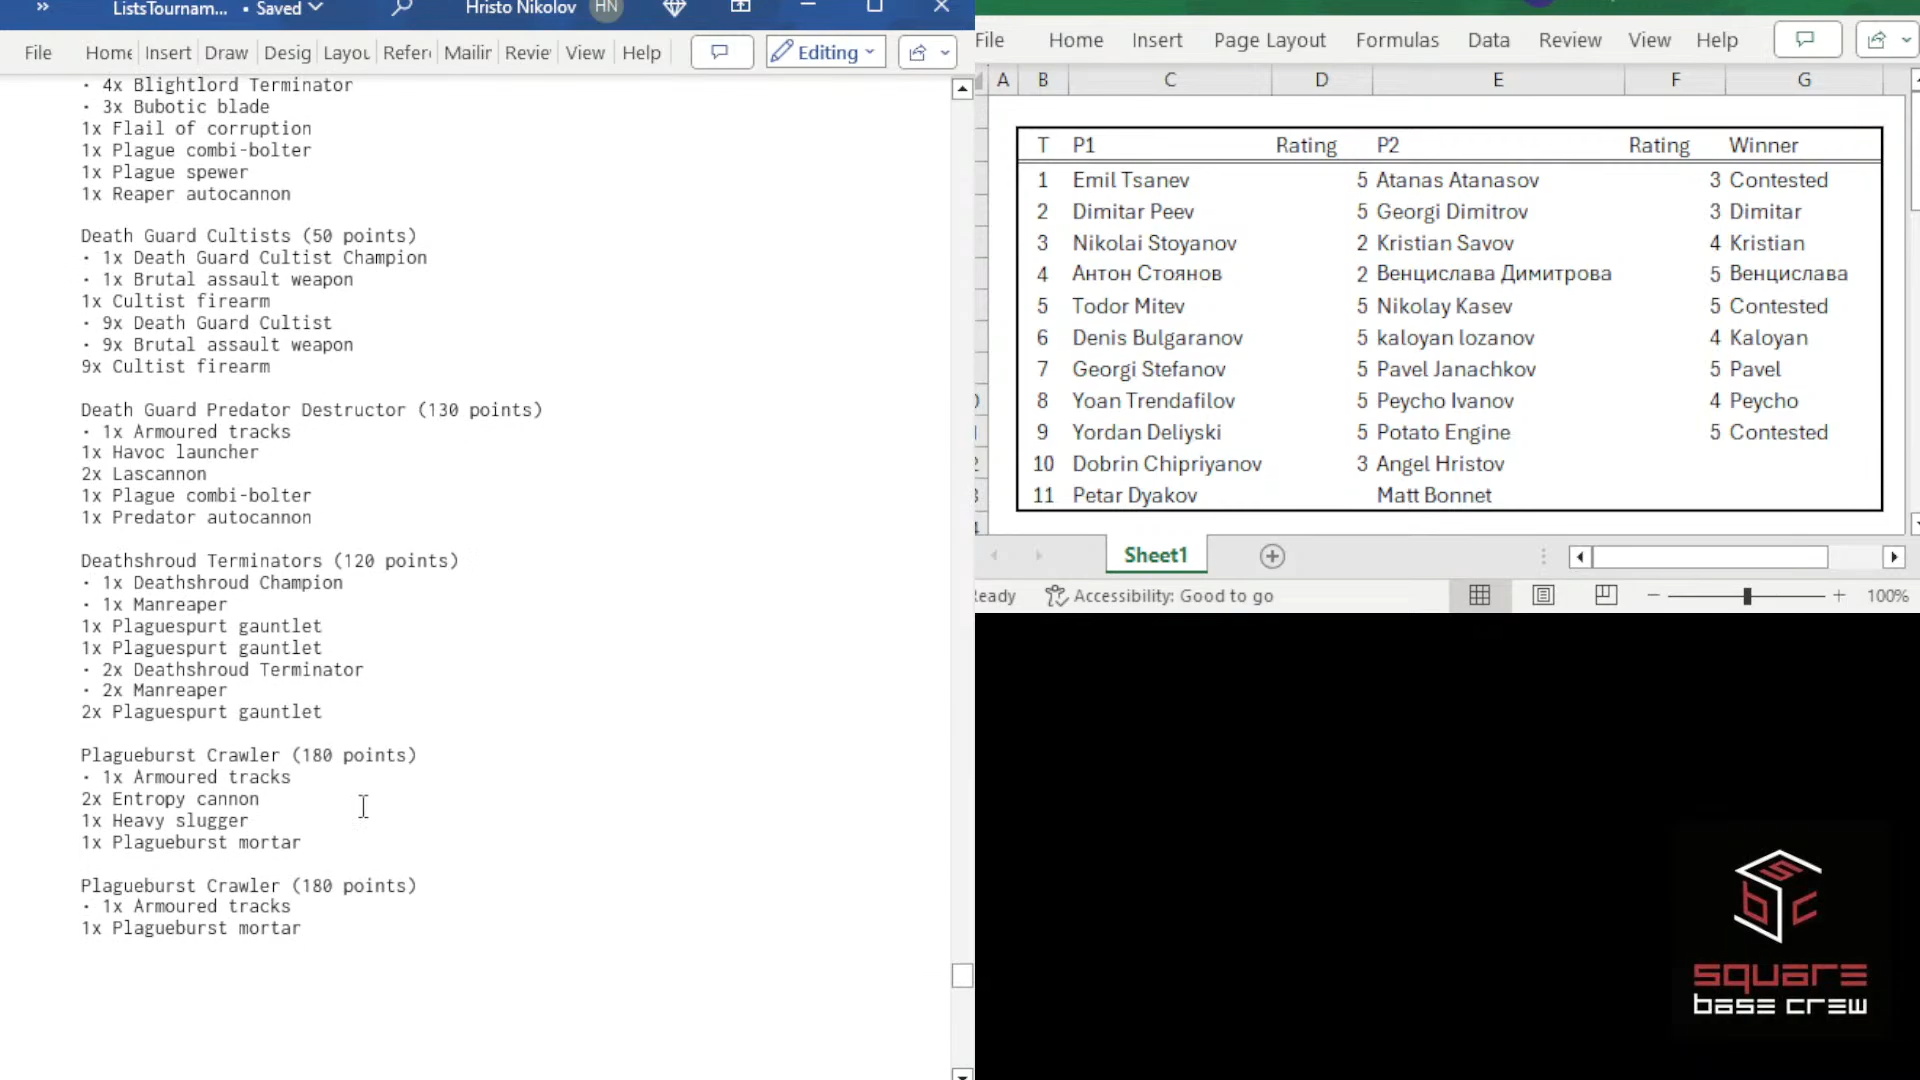 ListsTournam... • Saved
Hristo Nikolov HN
File Home Insert Draw Desig Layou Refer Mailin Revie View Help Editing
· 4x Blightlord Terminator
· 3x Bubotic blade
1x Flail of corruption
1x Plague combi-bolter
1x Plague spewer
1x Reaper autocannon
Death Guard Cultists (50 points)
· 1x Death Guard Cultist Champion
· 1x Brutal assault weapon
1x Cultist firearm
· 9x Death Guard Cultist
· 9x Brutal assault weapon
9x Cultist firearm
Death Guard Predator Destructor (130 points)
· 1x Armoured tracks
1x Havoc launcher
2x Lascannon
1x Plague combi-bolter
1x Predator autocannon
Deathshroud Terminators (120 points)
· 1x Deathshroud Champion
· 1x Manreaper
1x Plaguespurt gauntlet
1x Plaguespurt gauntlet
· 2x Deathshroud Terminator
· 2x Manreaper
2x Plaguespurt gauntlet
Plagueburst Crawler (180 points)
· 1x Armoured tracks
2x Entropy cannon
1x Heavy slugger
1x Plagueburst mortar
Plagueburst Crawler (180 points)
· 1x Armoured tracks
1x Plagueburst mortar
File Home Insert Page Layout Formulas Data Review View Help
A B C D E F G
T P1 Rating P2 Rating Winner
1 Emil Tsanev 5 Atanas Atanasov 3 Contested
2 Dimitar Peev 5 Georgi Dimitrov 3 Dimitar
3 Nikolai Stoyanov 2 Kristian Savov 4 Kristian
4 Антон Стоянов 2 Венцислава Димитрова 5 Венцислава
5 Todor Mitev 5 Nikolay Kasev 5 Contested
6 Denis Bulgaranov 5 kaloyan lozanov 4 Kaloyan
7 Georgi Stefanov 5 Pavel Janachkov 5 Pavel
8 Yoan Trendafilov 5 Peycho Ivanov 4 Peycho
9 Yordan Deliyski 5 Potato Engine 5 Contested
10 Dobrin Chipriyanov 3 Angel Hristov
11 Petar Dyakov Matt Bonnet
Sheet1
eady Accessibility: Good to go 100%
sbc
square
base crew